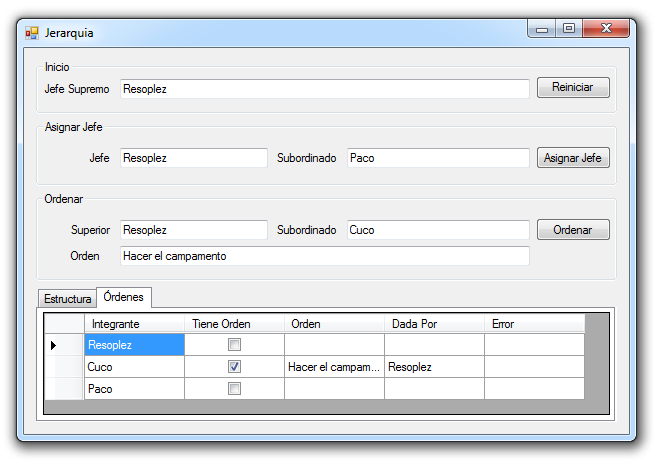 Jerarquia
Inicio
Jefe Supremo Resoplez Reiniciar
Asignar Jefe
Jefe Resoplez Subordinado Paco Asignar Jefe
Ordenar
Superior Resoplez Subordinado Cuco Ordenar
Orden Hacer el campamento
Estructura Órdenes
Integrante Tiene Orden Orden Dada Por Error
Resoplez
Cuco Hacer el campam... Resoplez
Paco